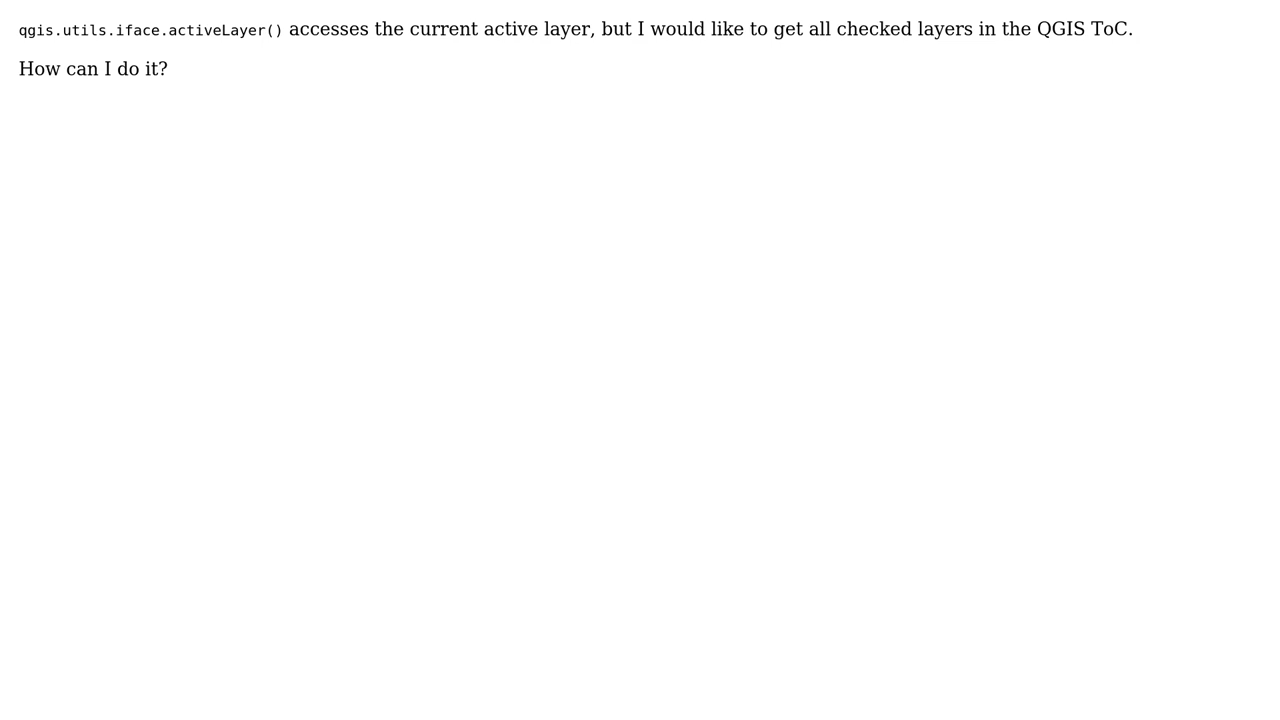 qgis.utils.iface.activeLayer() accesses the current active layer, but I would like to get all checked layers in the QGIS ToC.
How can I do it?